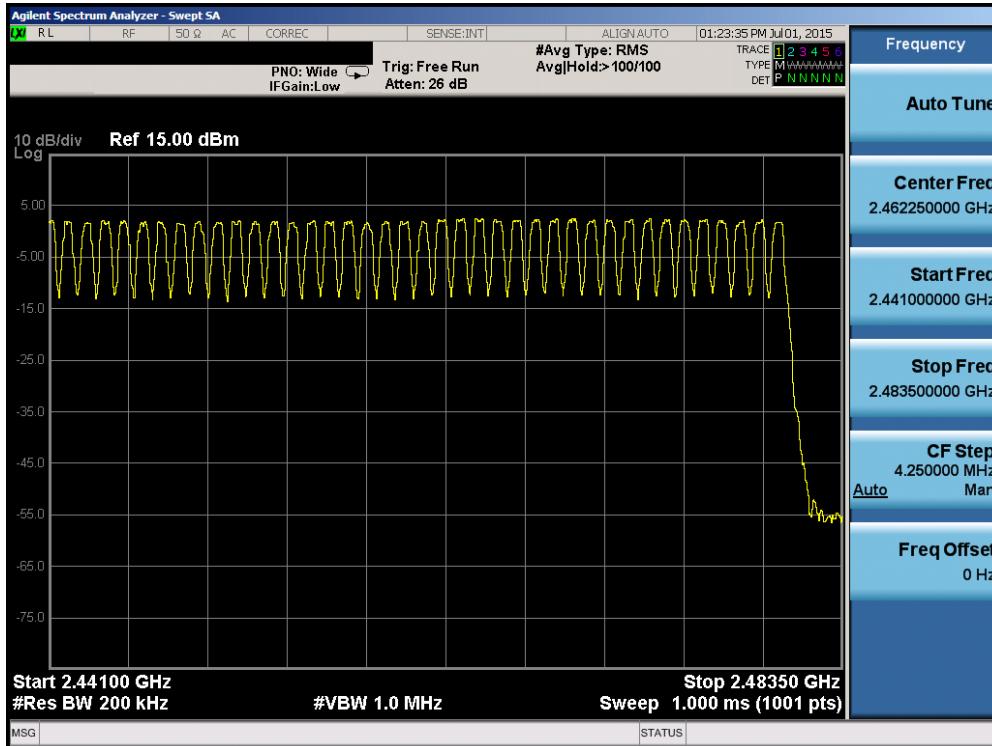 Agilent Spectrum Analyzer - Swept SA
LXI RL RF 50 Ω AC CORREC SENSE:INT ALIGN AUTO 01:23:35 PM Jul 01, 2015
PNO: Wide
IFGain:Low
Trig: Free Run
Atten: 26 dB
#Avg Type: RMS
Avg|Hold:>100/100
TRACE 1 2 3 4 5 6
TYPE M
DET P N N N N N
10 dB/div Ref 15.00 dBm
Log
5.00
-5.00
-15.0
-25.0
-35.0
-45.0
-55.0
-65.0
-75.0
Start 2.44100 GHz Stop 2.48350 GHz
#Res BW 200 kHz #VBW 1.0 MHz Sweep 1.000 ms (1001 pts)
MSG STATUS
Frequency
Auto Tune
Center Freq
2.462250000 GHz
Start Freq
2.441000000 GHz
Stop Freq
2.483500000 GHz
CF Step
4.250000 MHz
Auto Man
Freq Offset
0 Hz